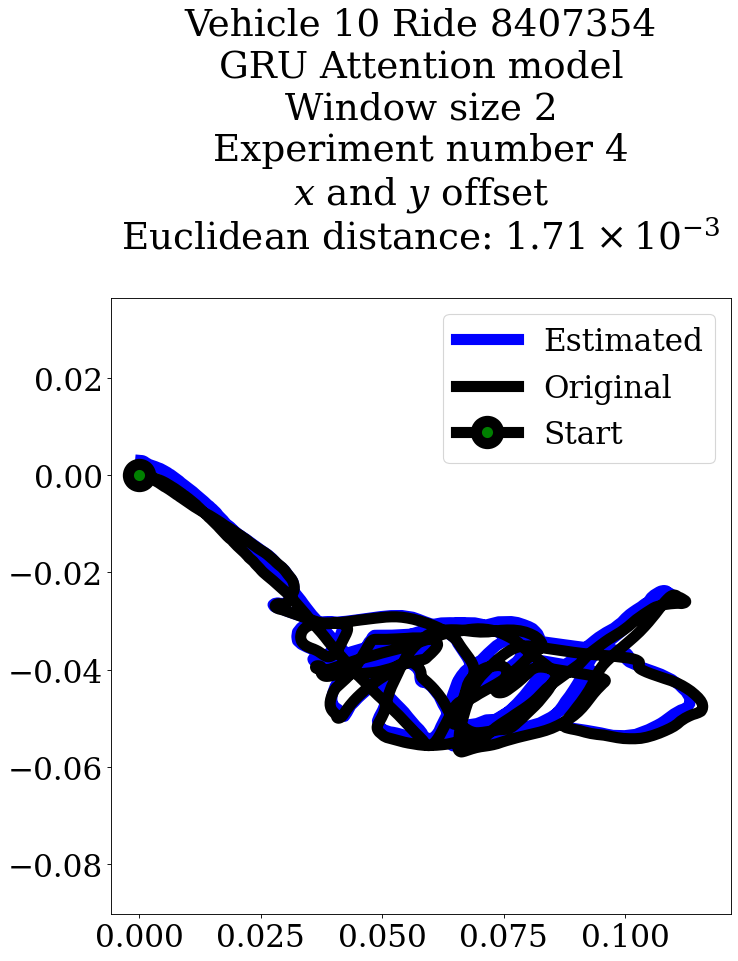 Vehicle 10 Ride 8407354
GRU Attention model
Window size 2
Experiment number 4
x and y offset
Euclidean distance: 1.71 × 10⁻³
Estimated
Original
Start
0.02
0.00
−0.02
−0.04
−0.06
−0.08
0.000 0.025 0.050 0.075 0.100